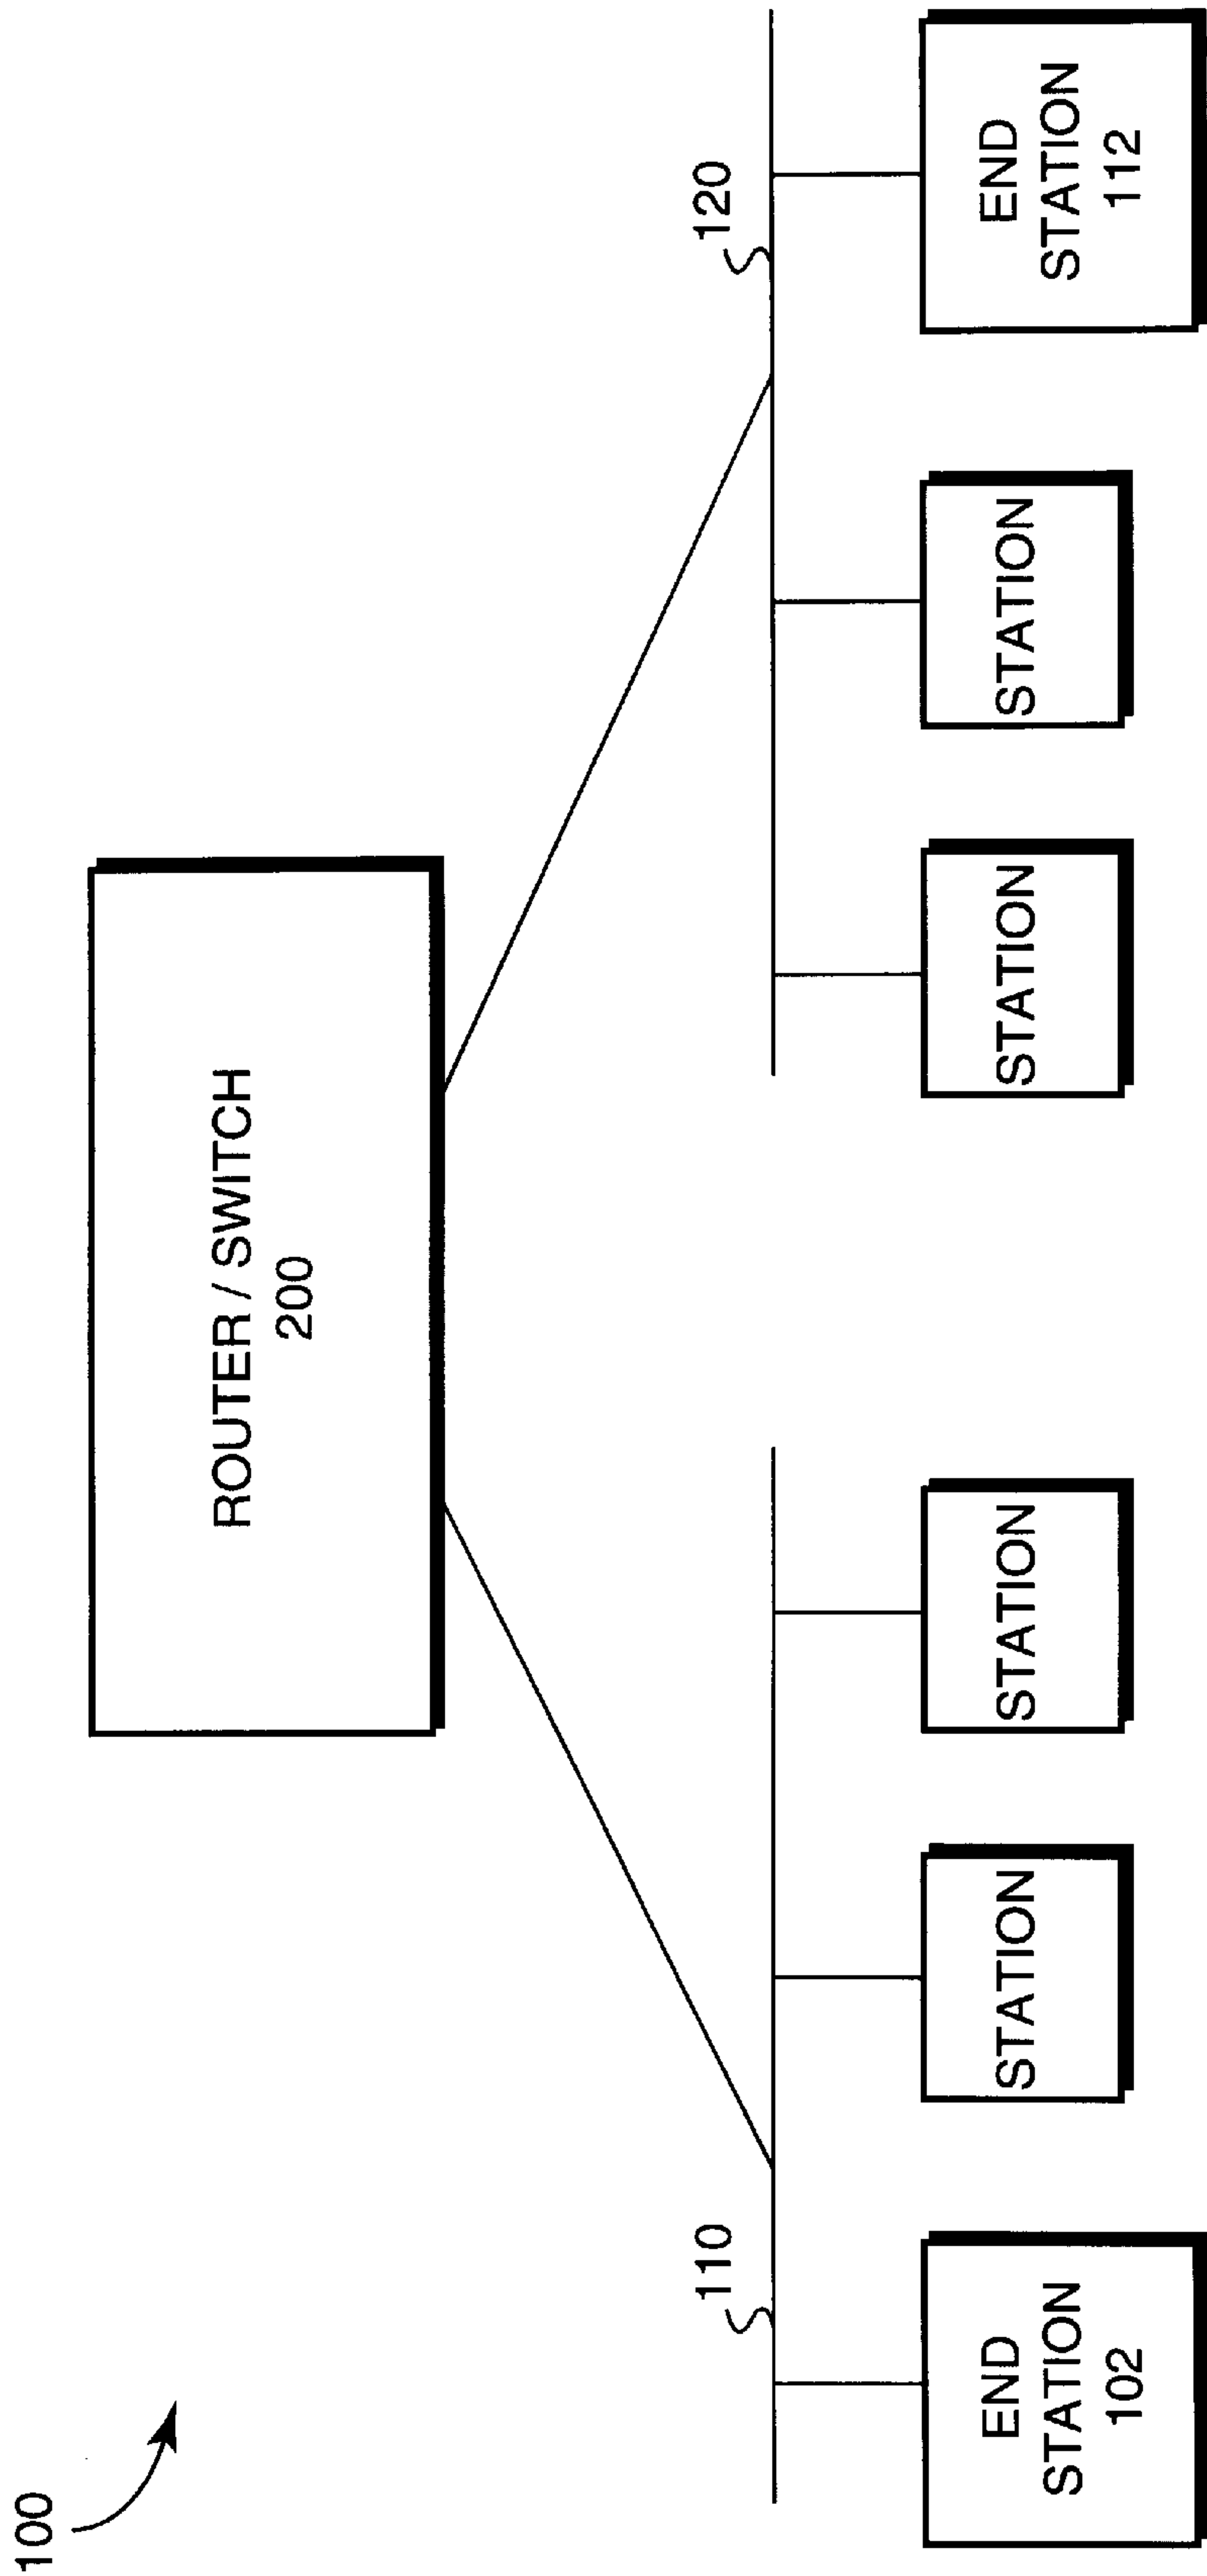 100
ROUTER / SWITCH
200
110
120
END
STATION
102
STATION
STATION
STATION
STATION
END
STATION
112